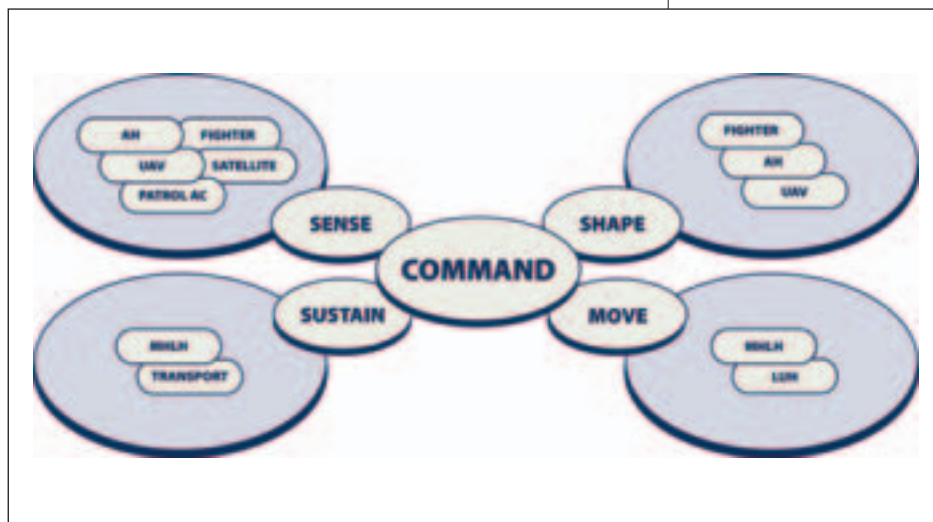 AH FIGHTER
UAV SATELLITE
PATROL AC
SENSE
FIGHTER
AH
UAV
SHAPE
COMMAND
SUSTAIN
MHLH
TRANSPORT
MOVE
MHLH
LUH